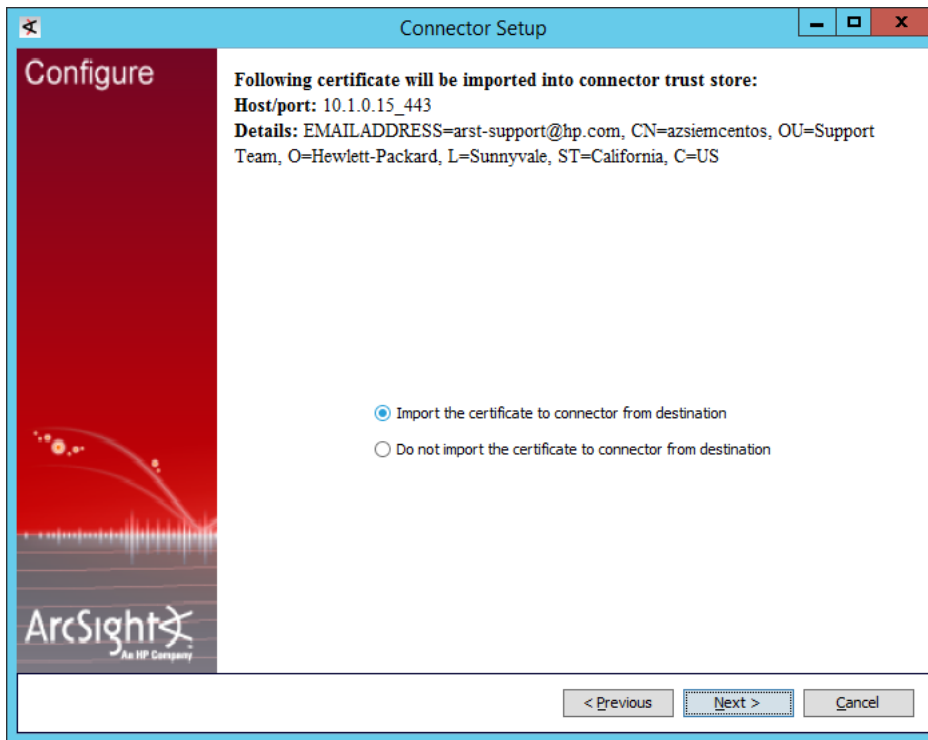 Connector Setup
Configure
Following certificate will be imported into connector trust store:
Host/port: 10.1.0.15_443
Details: EMAILADDRESS=arst-support@hp.com, CN=azsiemcentos, OU=Support
Team, O=Hewlett-Packard, L=Sunnyvale, ST=California, C=US
Import the certificate to connector from destination
Do not import the certificate to connector from destination
ArcSight
An HP Company
< Previous Next > Cancel